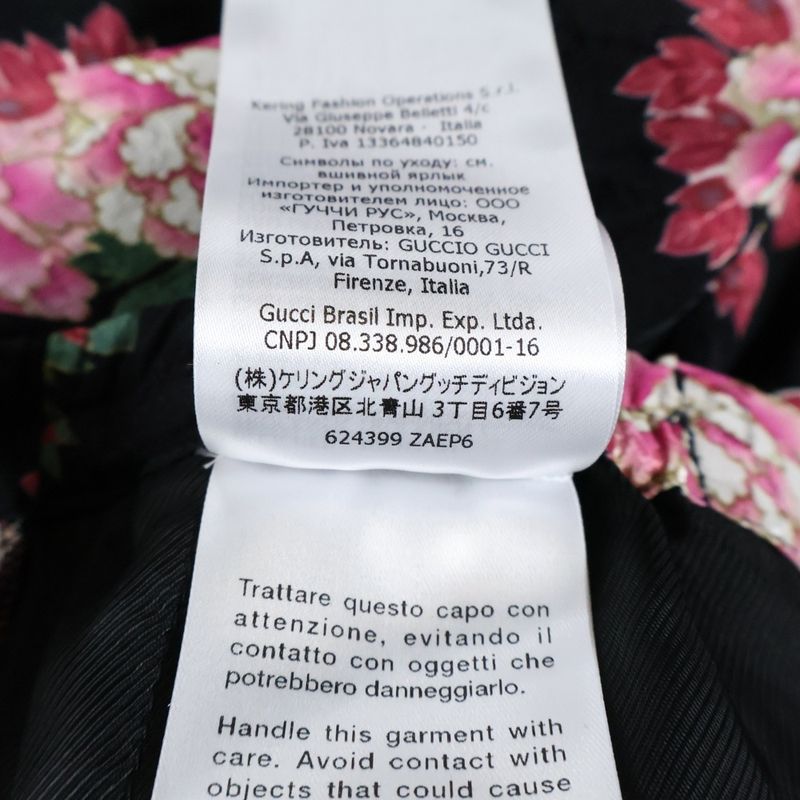 Kering Fashion Operations S.r.l.
Via Giuseppe Belletti 4/c
28100 Novara - Italia
P. Iva 13364840150
Символы по уходу: см.
вшивной ярлык
Импортер и уполномоченное
изготовителем лицо: ООО
«ГУЧЧИ РУС», Москва,
Петровка, 16
Изготовитель: GUCCIO GUCCI
S.p.A, via Tornabuoni,73/R
Firenze, Italia
Gucci Brasil Imp. Exp. Ltda.
CNPJ 08.338.986/0001-16
(株)ケリングジャパングッチディビジョン
東京都港区北青山 3丁目6番7号
624399 ZAEP6
Trattare questo capo con
attenzione, evitando il
contatto con oggetti che
potrebbero danneggiarlo.
Handle this garment with
care. Avoid contact with
objects that could cause